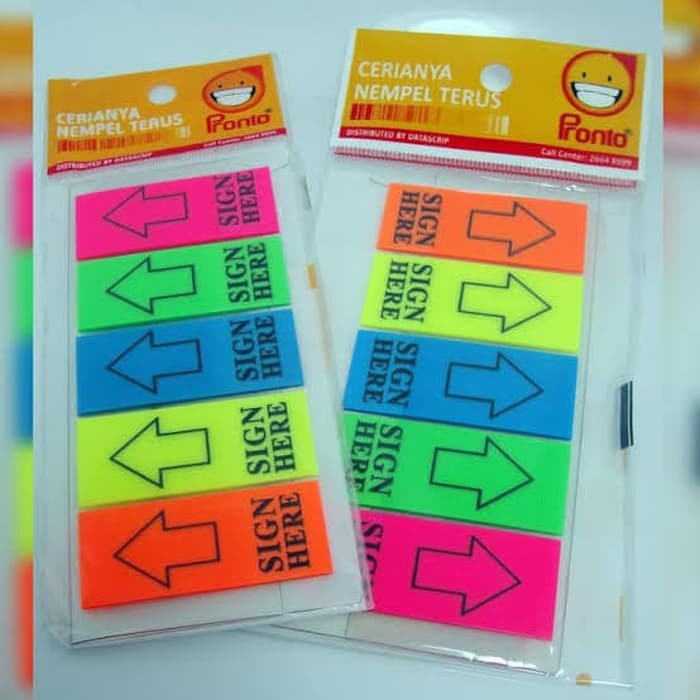 CERIANYA
NEMPEL TERUS
Pronto
DISTRIBUTED BY DATASCRIP
SIGN
HERE
SIGN
HERE
SIGN
HERE
SIGN
HERE
SIGN
HERE
CERIANYA
NEMPEL TERUS
Pronto
DISTRIBUTED BY DATASCRIP
Call Center: 2664 8999
SIGN
HERE
SIGN
HERE
SIGN
HERE
SIGN
HERE
SIGN